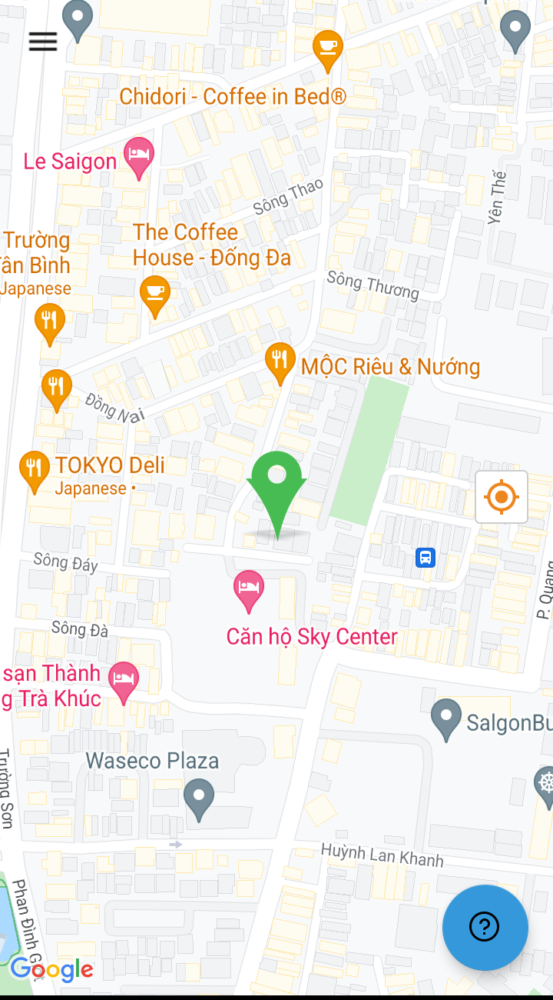 Chidori - Coffee in Bed®
Le Saigon
Sông Thao
Yên Thế
The Coffee
House - Đống Đa
Trường
Tân Bình
Japanese
Sông Thương
MỘC Riêu & Nướng
Đồng Nai
TOKYO Deli
Japanese •
Sông Đáy
P. Quang
Căn hộ Sky Center
Sông Đà
sạn Thành
g Trà Khúc
SaigonBu
Waseco Plaza
Trường Sơn
Huỳnh Lan Khanh
Phan Đình G
Google